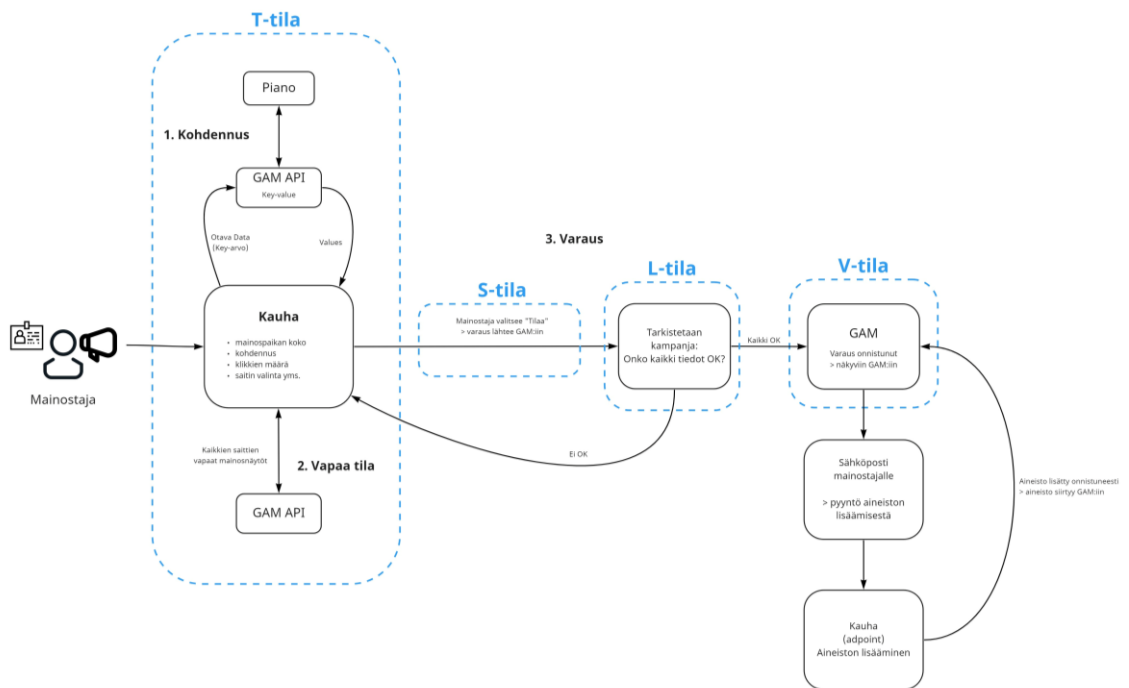 T-tila
Piano
1. Kohdennus
GAM API
Key-value
Otava Data
(Key-arvo)
Values
Kauha
• mainospaikan koko
• kohdennus
• klikkien määrä
• saitin valinta yms.
Mainostaja
Kaikkien saittien
vapaat mainosnäytöt
2. Vapaa tila
GAM API
3. Varaus
S-tila
Mainostaja valitsee "Tilaa"
> varaus lähtee GAM:iin
L-tila
Tarkistetaan
kampanja:
Onko kaikki tiedot OK?
Kaikki OK
Ei OK
V-tila
GAM
Varaus onnistunut
> näkyviin GAM:iin
Sähköposti
mainostajalle
> pyyntö aineiston
lisäämisestä
Aineisto lisätty onnistuneesti
> aineisto siirtyy GAM:iin
Kauha
(adpoint)
Aineiston lisääminen